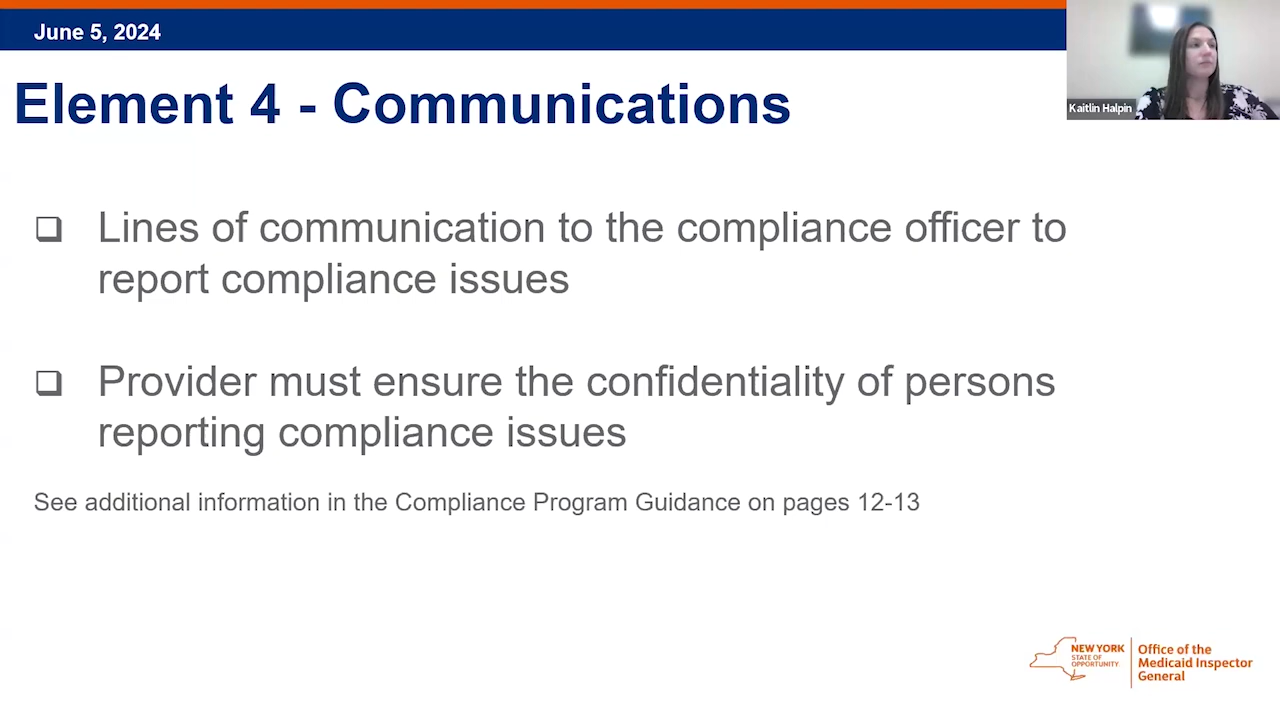 June 5, 2024
Kaitlin Halpin
Element 4 - Communications
❑ Lines of communication to the compliance officer to
report compliance issues
❑ Provider must ensure the confidentiality of persons
reporting compliance issues
See additional information in the Compliance Program Guidance on pages 12-13
NEW YORK
STATE OF
OPPORTUNITY.
Office of the
Medicaid Inspector
General